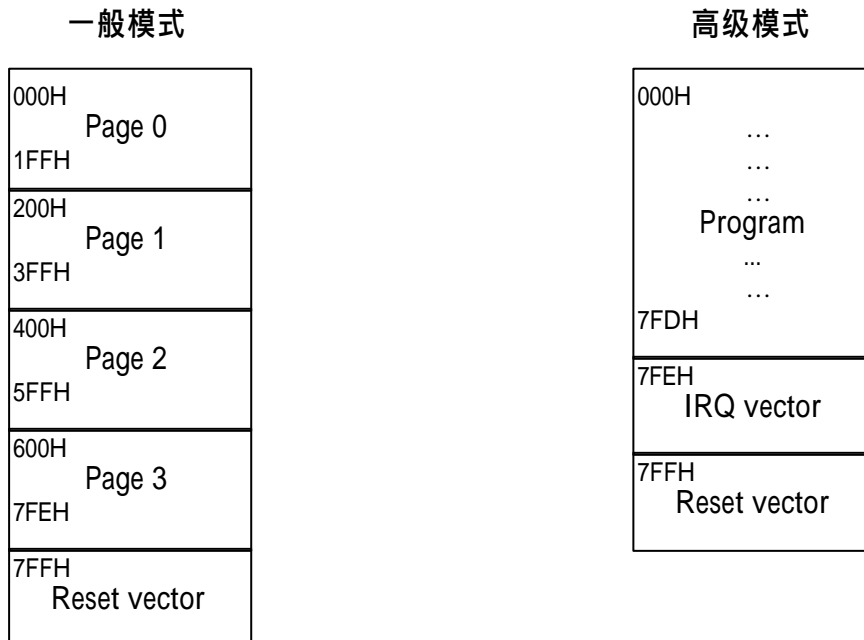 一般模式
000H
Page 0
1FFH
200H
Page 1
3FFH
400H
Page 2
5FFH
600H
Page 3
7FEH
7FFH
Reset vector
高级模式
000H
…
…
…
Program
...
…
7FDH
7FEH
IRQ vector
7FFH
Reset vector